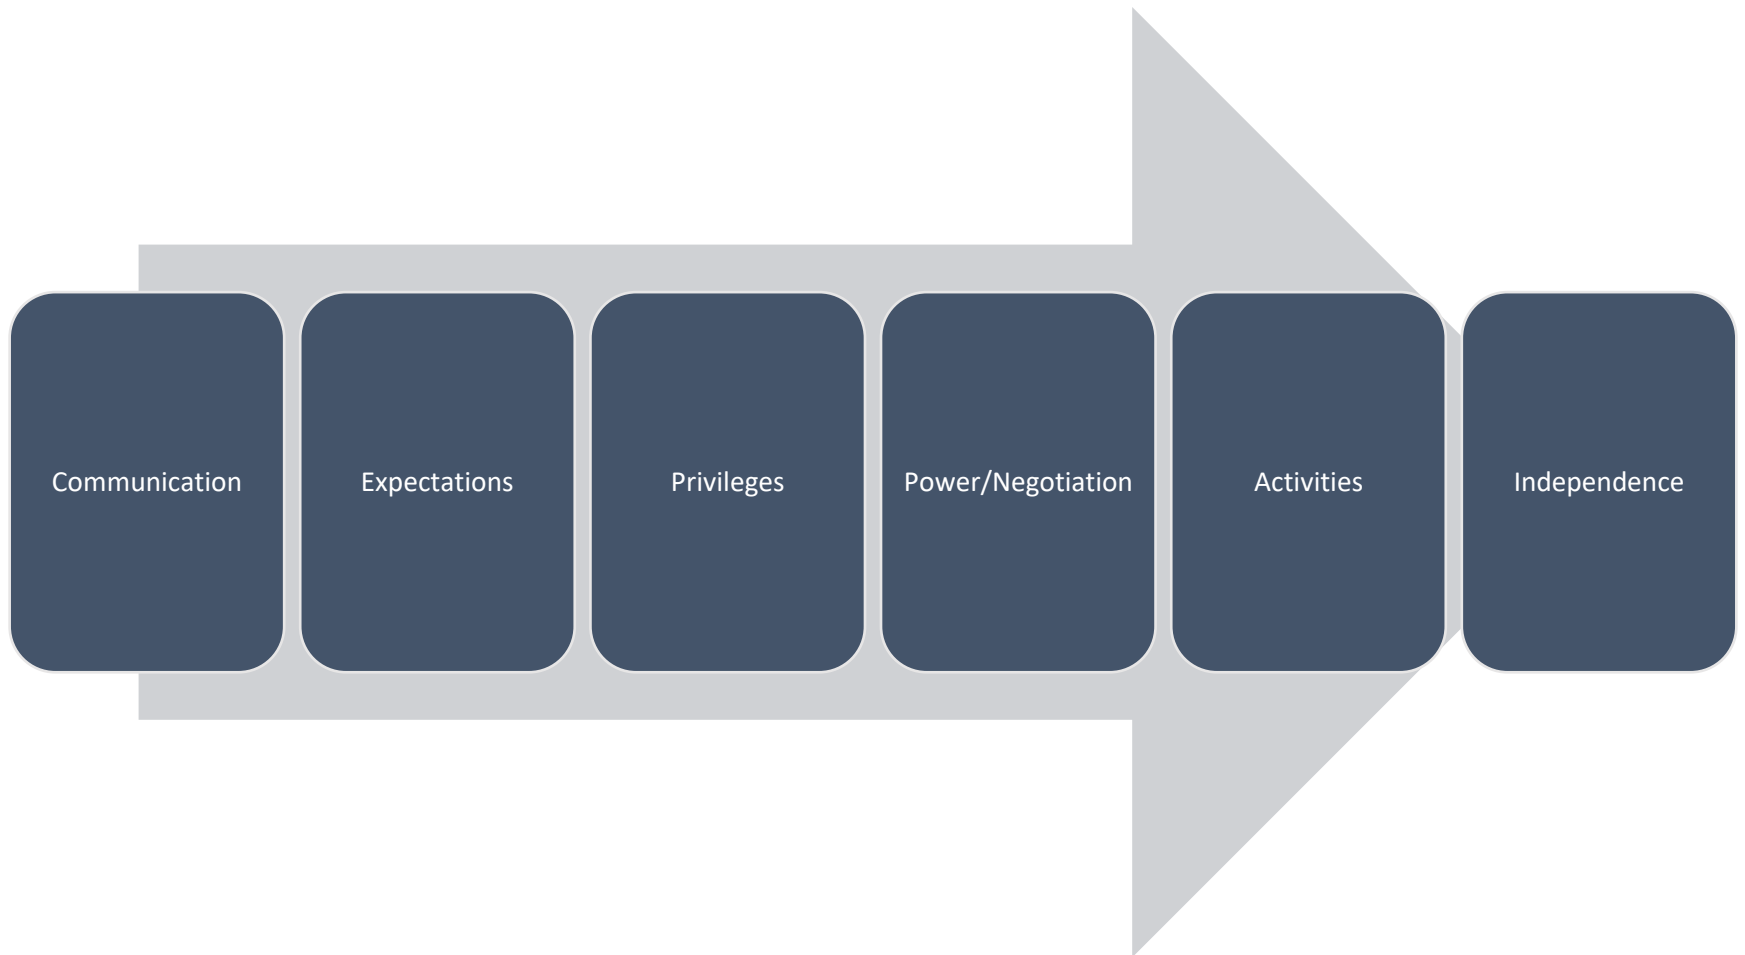 Communication
Expectations
Privileges
Power/Negotiation
Activities
Independence